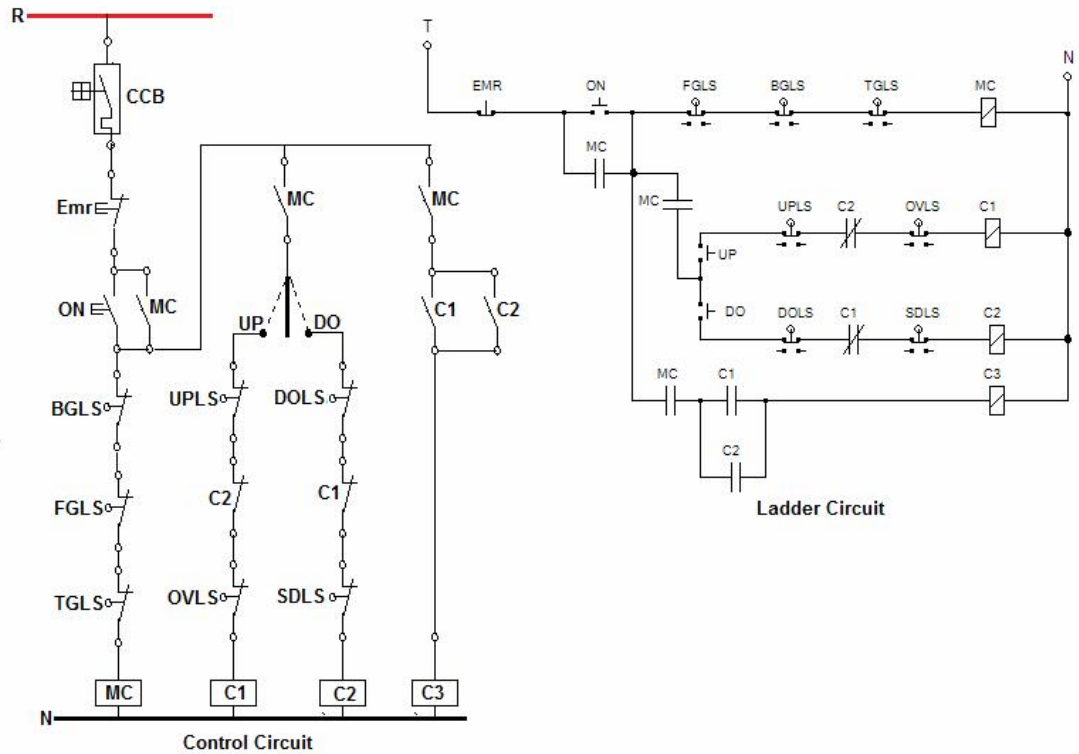 R
CCB
Emr
ON
MC
MC
MC
UP
DO
C1
C2
BGLS
UPLS
DOLS
FGLS
C2
C1
TGLS
OVLS
SDLS
MC
C1
C2
C3
N
Control Circuit
T
N
EMR
ON
FGLS
BGLS
TGLS
MC
MC
MC
UPLS
C2
OVLS
C1
UP
DO
DOLS
C1
SDLS
C2
MC
C1
C3
C2
Ladder Circuit